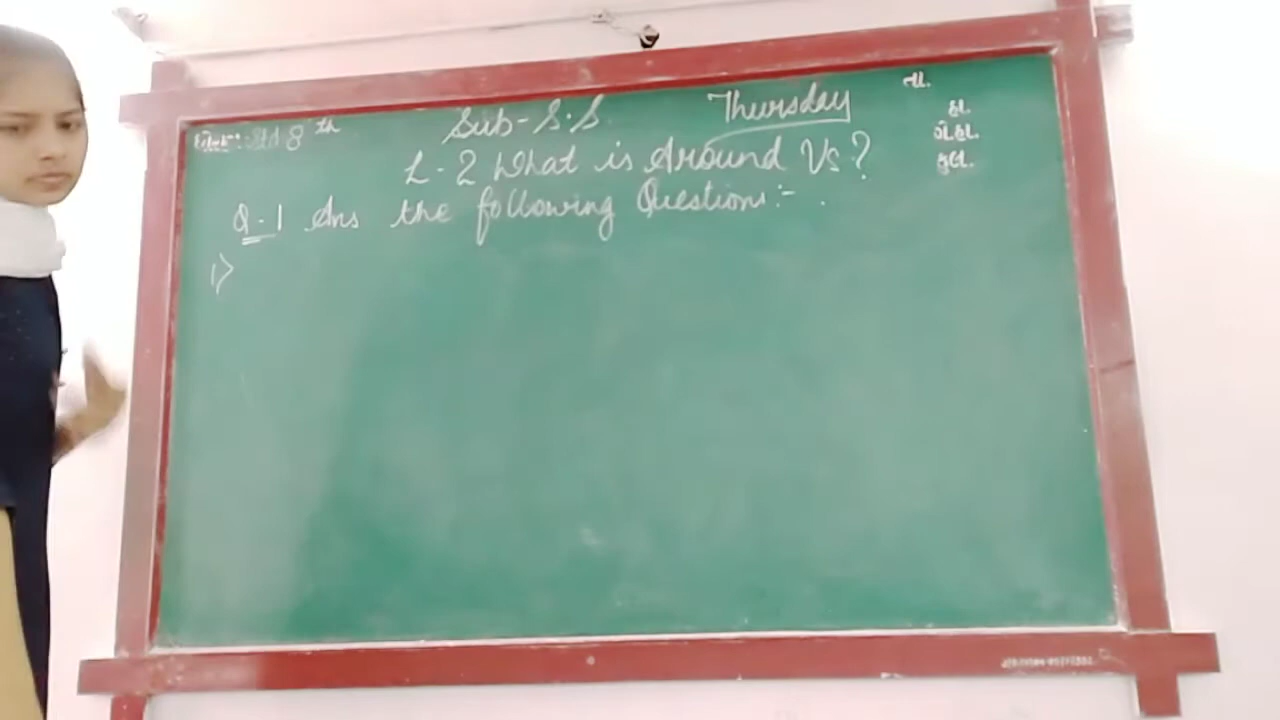 Std 8th Sub- S.S. Thursday તા.
L-2 What is Around Us?
Q-1 Ans the following Questions:-
1)
હા.
ગે.હા.
કુલ.